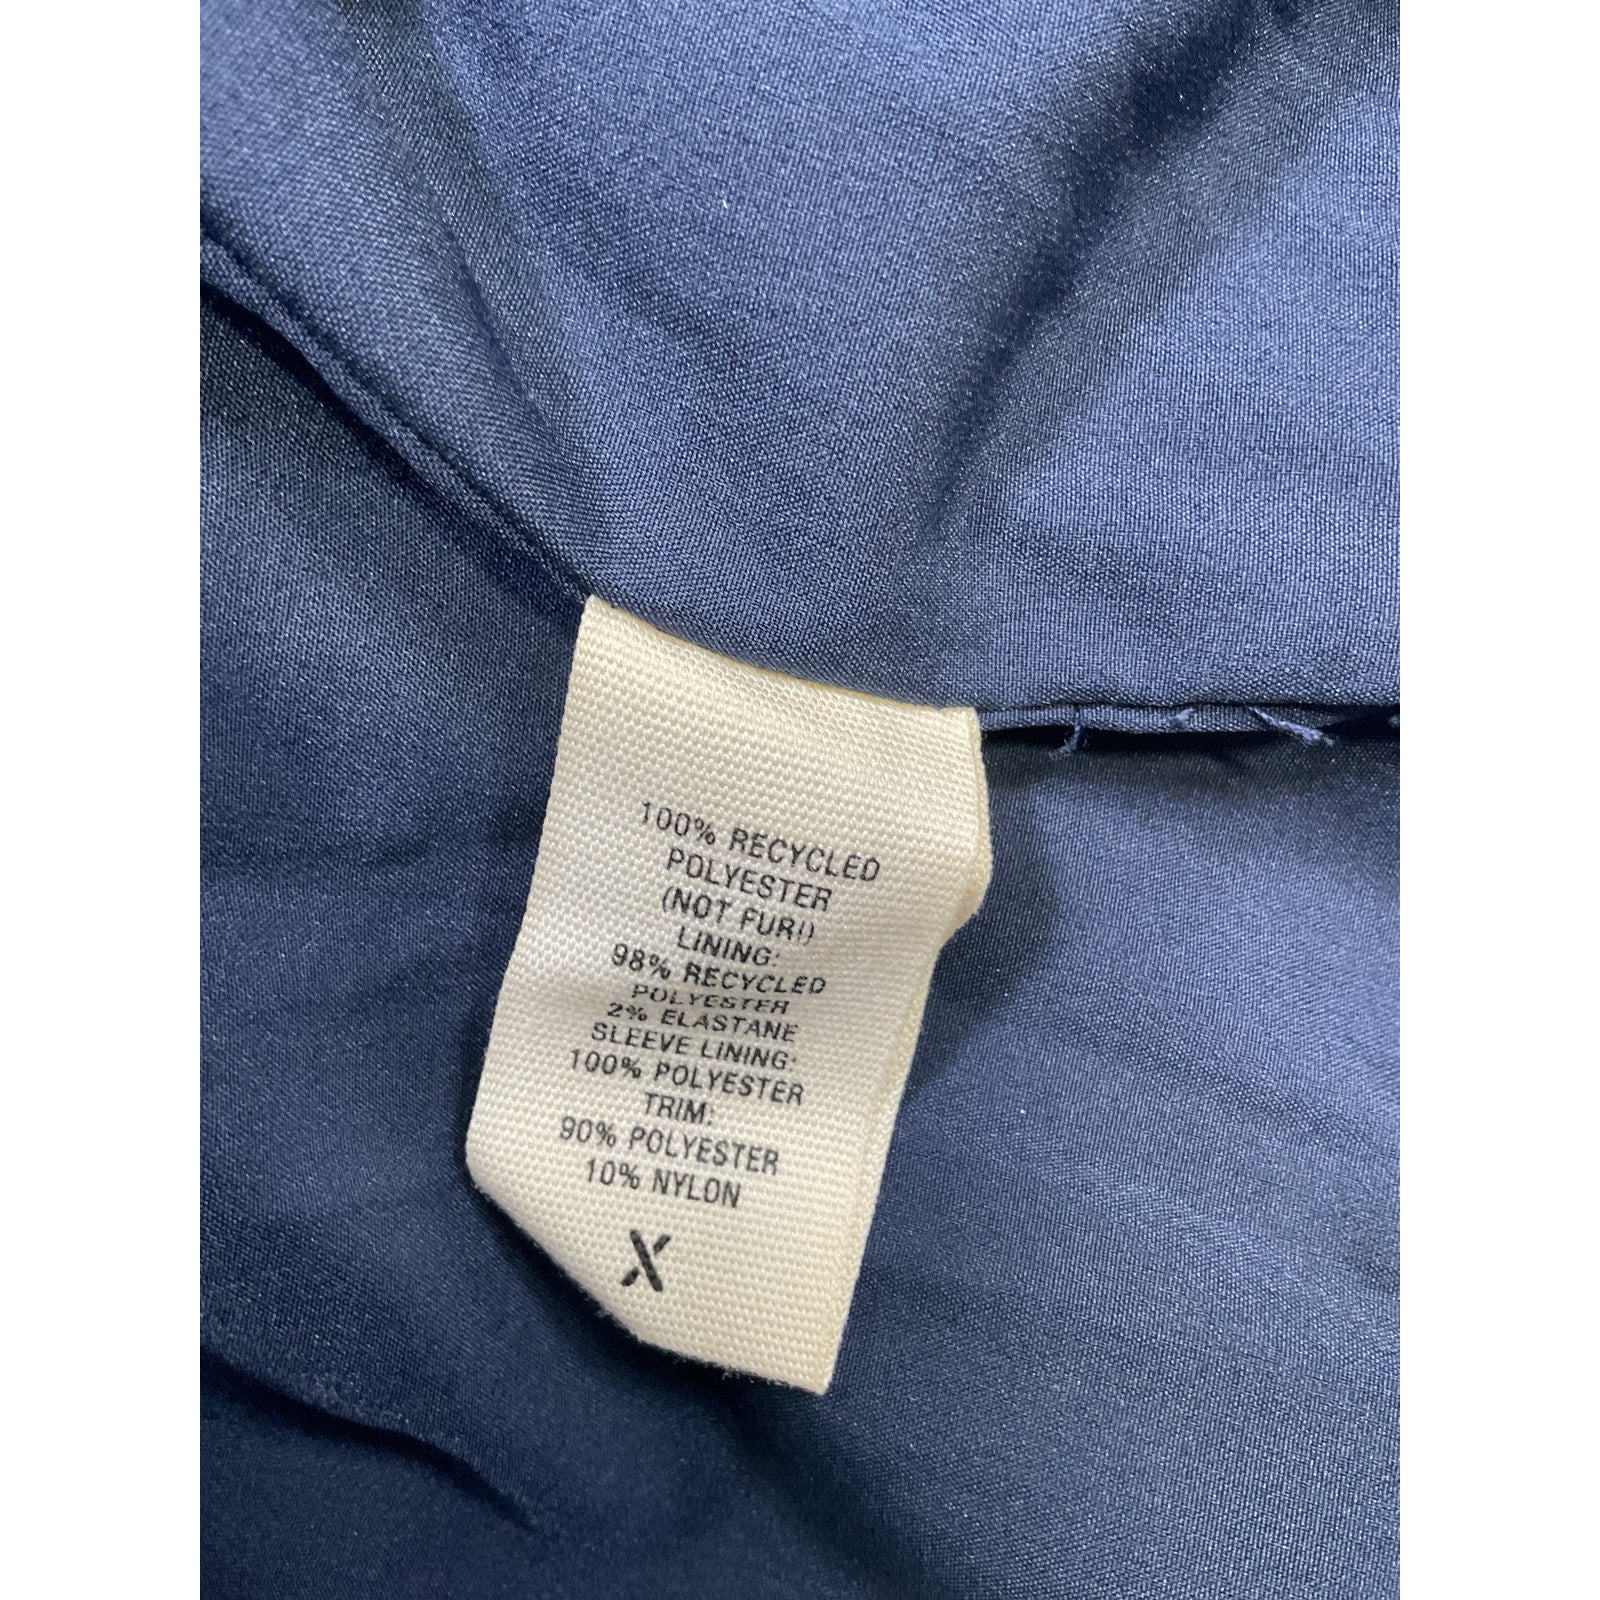 100% RECYCLED
POLYESTER
(NOT FUR!)
LINING:
98% RECYCLED
POLYESTER
2% ELASTANE
SLEEVE LINING:
100% POLYESTER
TRIM:
90% POLYESTER
10% NYLON
X